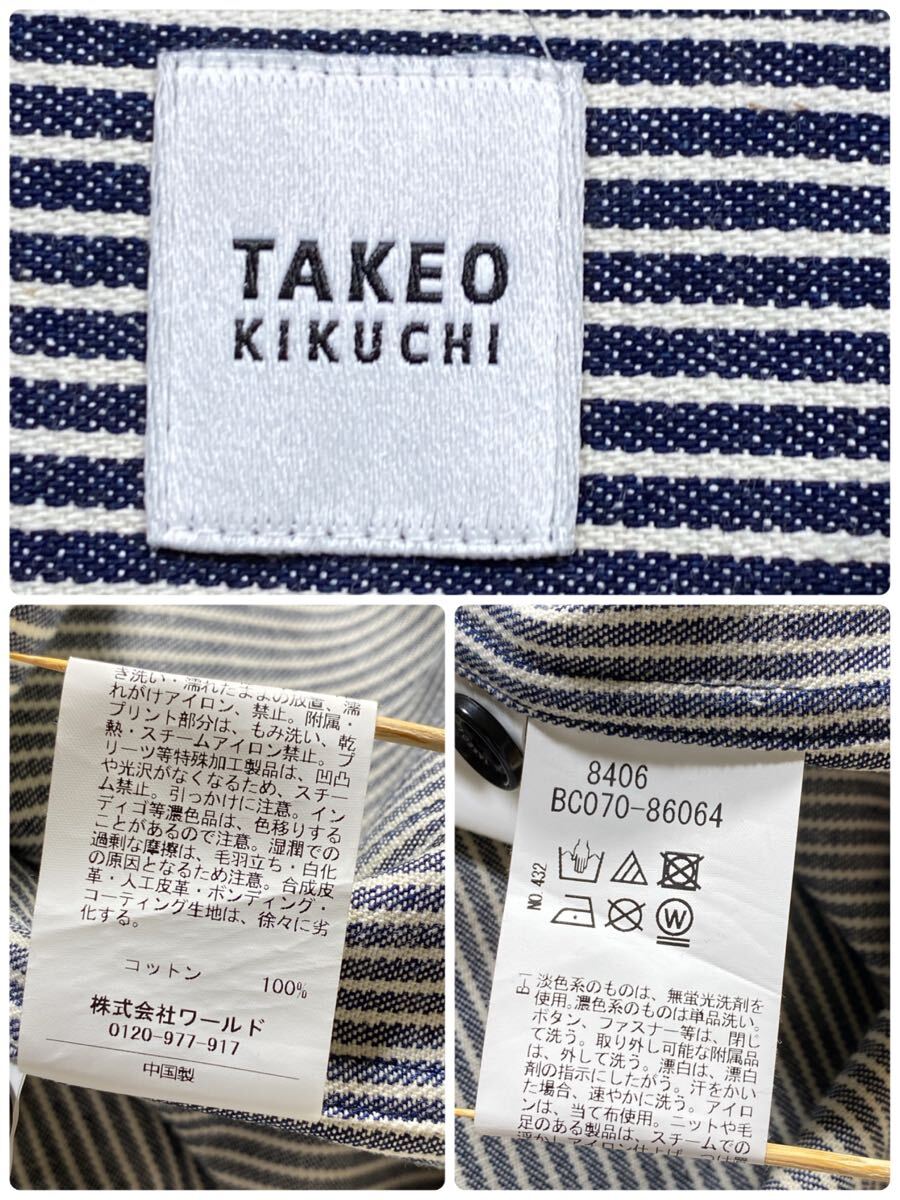 TAKEO
KIKUCHI
き洗い・濡れたままの放置、濡
れがけアイロン、禁止。附属・
プリント部分は、もみ洗い、乾
熱・スチームアイロン禁止。プ
リーツ等特殊加工製品は、凹凸
や光沢がなくなるため、スチー
ム禁止。引っかけに注意。イン
ディゴ等濃色品は、色移りする
ことがあるので注意。湿潤での
過剰な摩擦は、毛羽立ち・白化
の原因となるため注意。合成皮
革・人工皮革・ボンディング・
コーティング生地は、徐々に劣
化する。
コットン 100%
株式会社ワールド
0120-977-917
中国製
8406
BC070-86064
NO.432
W
淡色系のものは、無蛍光洗剤を
使用。濃色系のものは単品洗い。
ボタン、ファスナー等は、閉じ
て洗う。取り外し可能な附属品
は、外して洗う。漂白は、漂白
剤の指示にしたがう。汗をかい
た場合、速やかに洗う。アイロ
ンは、当て布使用。ニットや毛
足のある製品は、スチームでの
浮かしアイロン仕上げ。